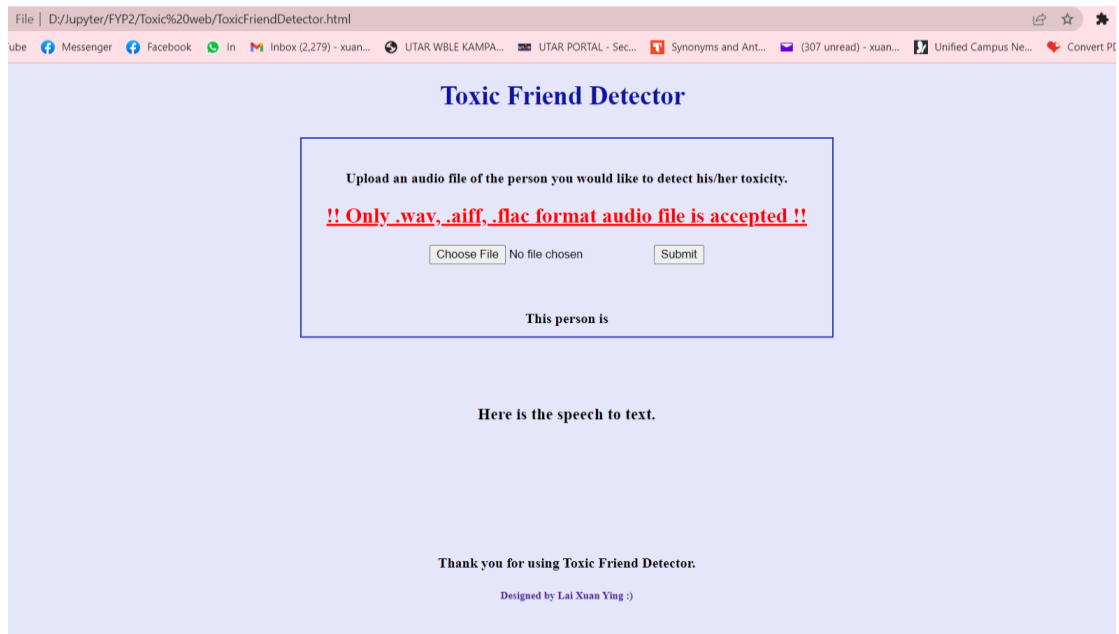 File | D:/Jupyter/FYP2/Toxic%20web/ToxicFriendDetector.html
ube Messenger Facebook In Inbox (2,279) - xuan... UTAR WBLE KAMPA... UTAR PORTAL - Sec... Synonyms and Ant... (307 unread) - xuan... Unified Campus Ne... Convert PD
Toxic Friend Detector
Upload an audio file of the person you would like to detect his/her toxicity.
!! Only .wav, .aiff, .flac format audio file is accepted !!
Choose File No file chosen Submit
This person is
Here is the speech to text.
Thank you for using Toxic Friend Detector.
Designed by Lai Xuan Ying :)